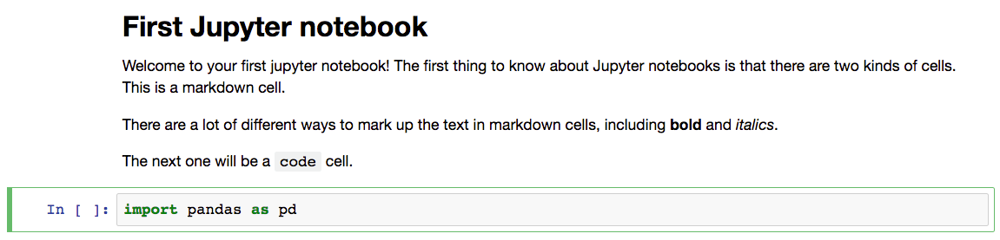 First Jupyter notebook
Welcome to your first jupyter notebook! The first thing to know about Jupyter notebooks is that there are two kinds of cells.
This is a markdown cell.
There are a lot of different ways to mark up the text in markdown cells, including bold and italics.
The next one will be a code cell.
In [ ]: import pandas as pd